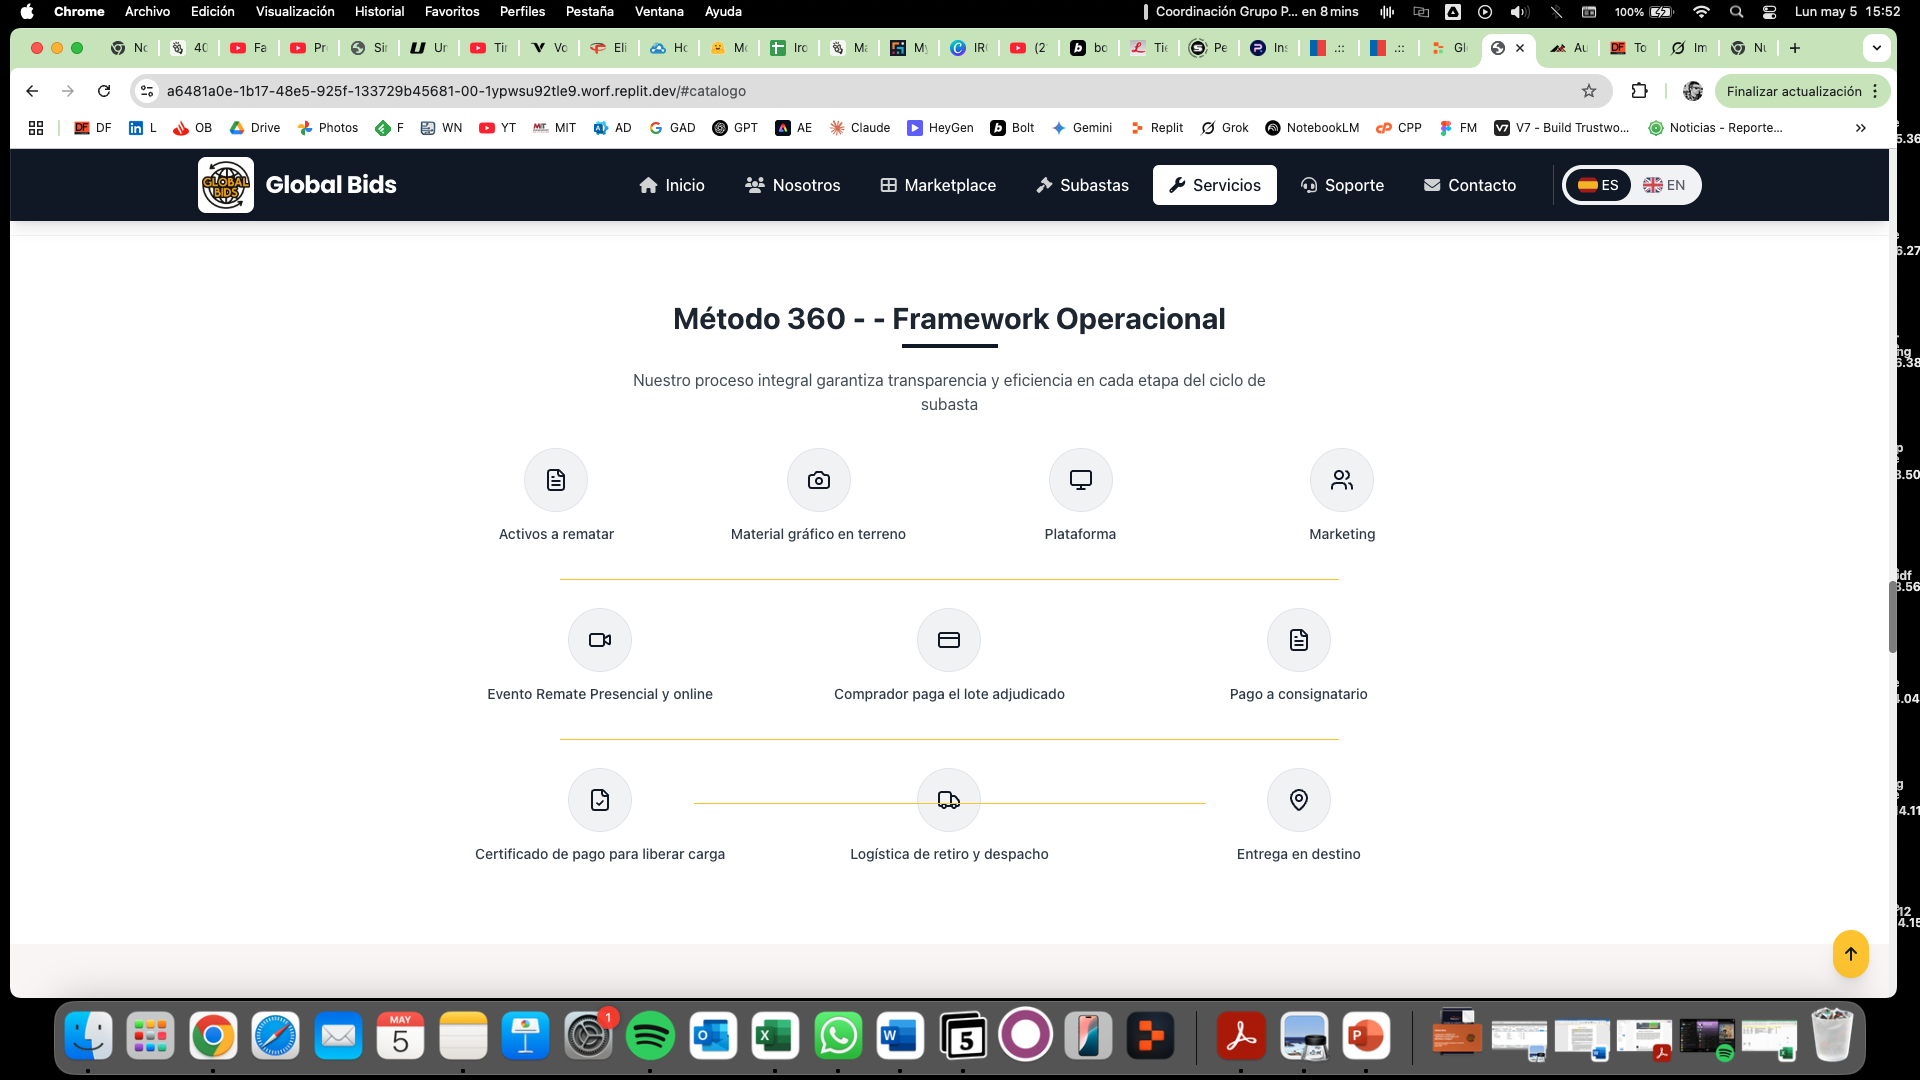 Chrome Archivo Edición Visualización Historial Favoritos Perfiles Pestaña Ventana Ayuda
Coordinación Grupo P... en 8 mins 100% Lun may 5 15:52
Nc 40 Fa Pr Sir Ur Tir Vo Eli Hc Mc Iro Ma My IR( (2 bo Tie Pe Ins .:: .:: Gl Au To Im Nu
a6481a0e-1b17-48e5-925f-133729b45681-00-1ypwsu92tle9.worf.replit.dev/#catalogo
Finalizar actualización
DF L OB Drive Photos F WN YT MIT AD GAD GPT AE Claude HeyGen Bolt Gemini Replit Grok NotebookLM CPP FM V7 - Build Trustwo... Noticias - Reporte...
GLOBAL BIDS
Global Bids
Inicio Nosotros Marketplace Subastas Servicios Soporte Contacto ES EN
Método 360 - - Framework Operacional
Nuestro proceso integral garantiza transparencia y eficiencia en cada etapa del ciclo de
subasta
Activos a rematar Material gráfico en terreno Plataforma Marketing
Evento Remate Presencial y online Comprador paga el lote adjudicado Pago a consignatario
Certificado de pago para liberar carga Logística de retiro y despacho Entrega en destino
MAY
5
1
5